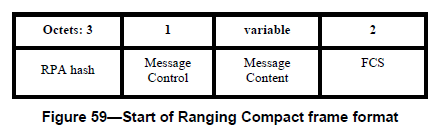 Octets: 3 1 variable 2
RPA hash Message Control Message Content FCS
Figure 59—Start of Ranging Compact frame format